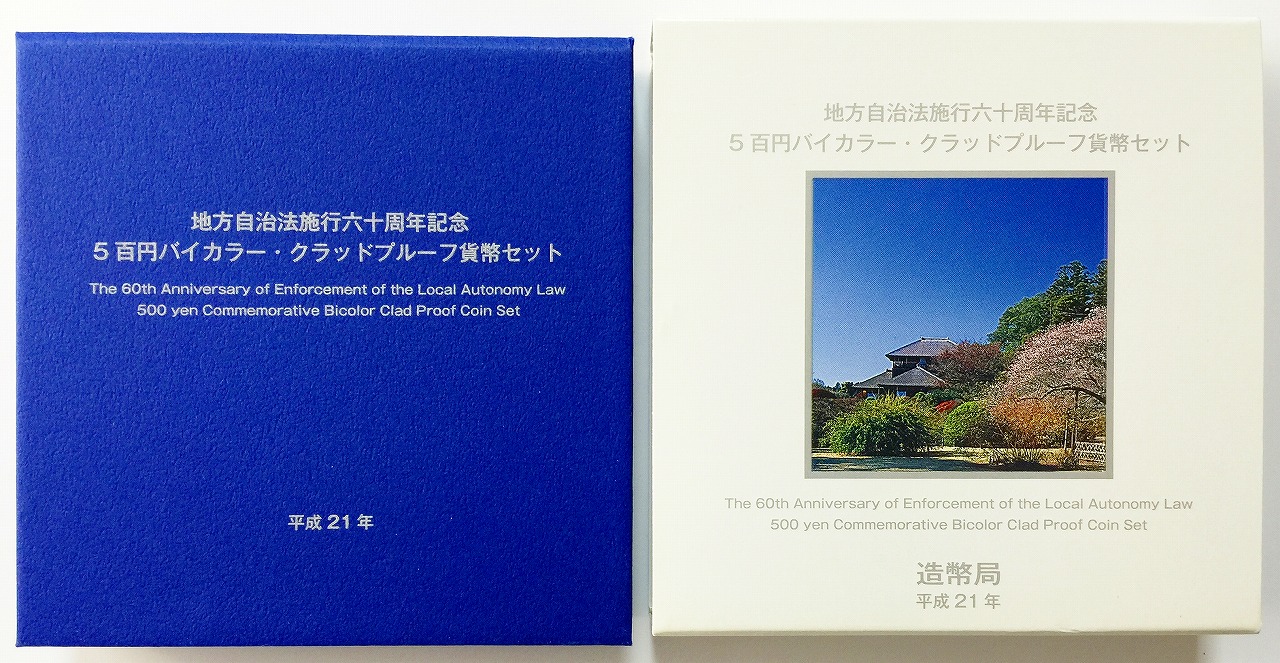 地方自治法施行六十周年記念
5百円バイカラー・クラッドプルーフ貨幣セット
The 60th Anniversary of Enforcement of the Local Autonomy Law
500 yen Commemorative Bicolor Clad Proof Coin Set
平成21年
地方自治法施行六十周年記念
5百円バイカラー・クラッドプルーフ貨幣セット
The 60th Anniversary of Enforcement of the Local Autonomy Law
500 yen Commemorative Bicolor Clad Proof Coin Set
造幣局
平成21年